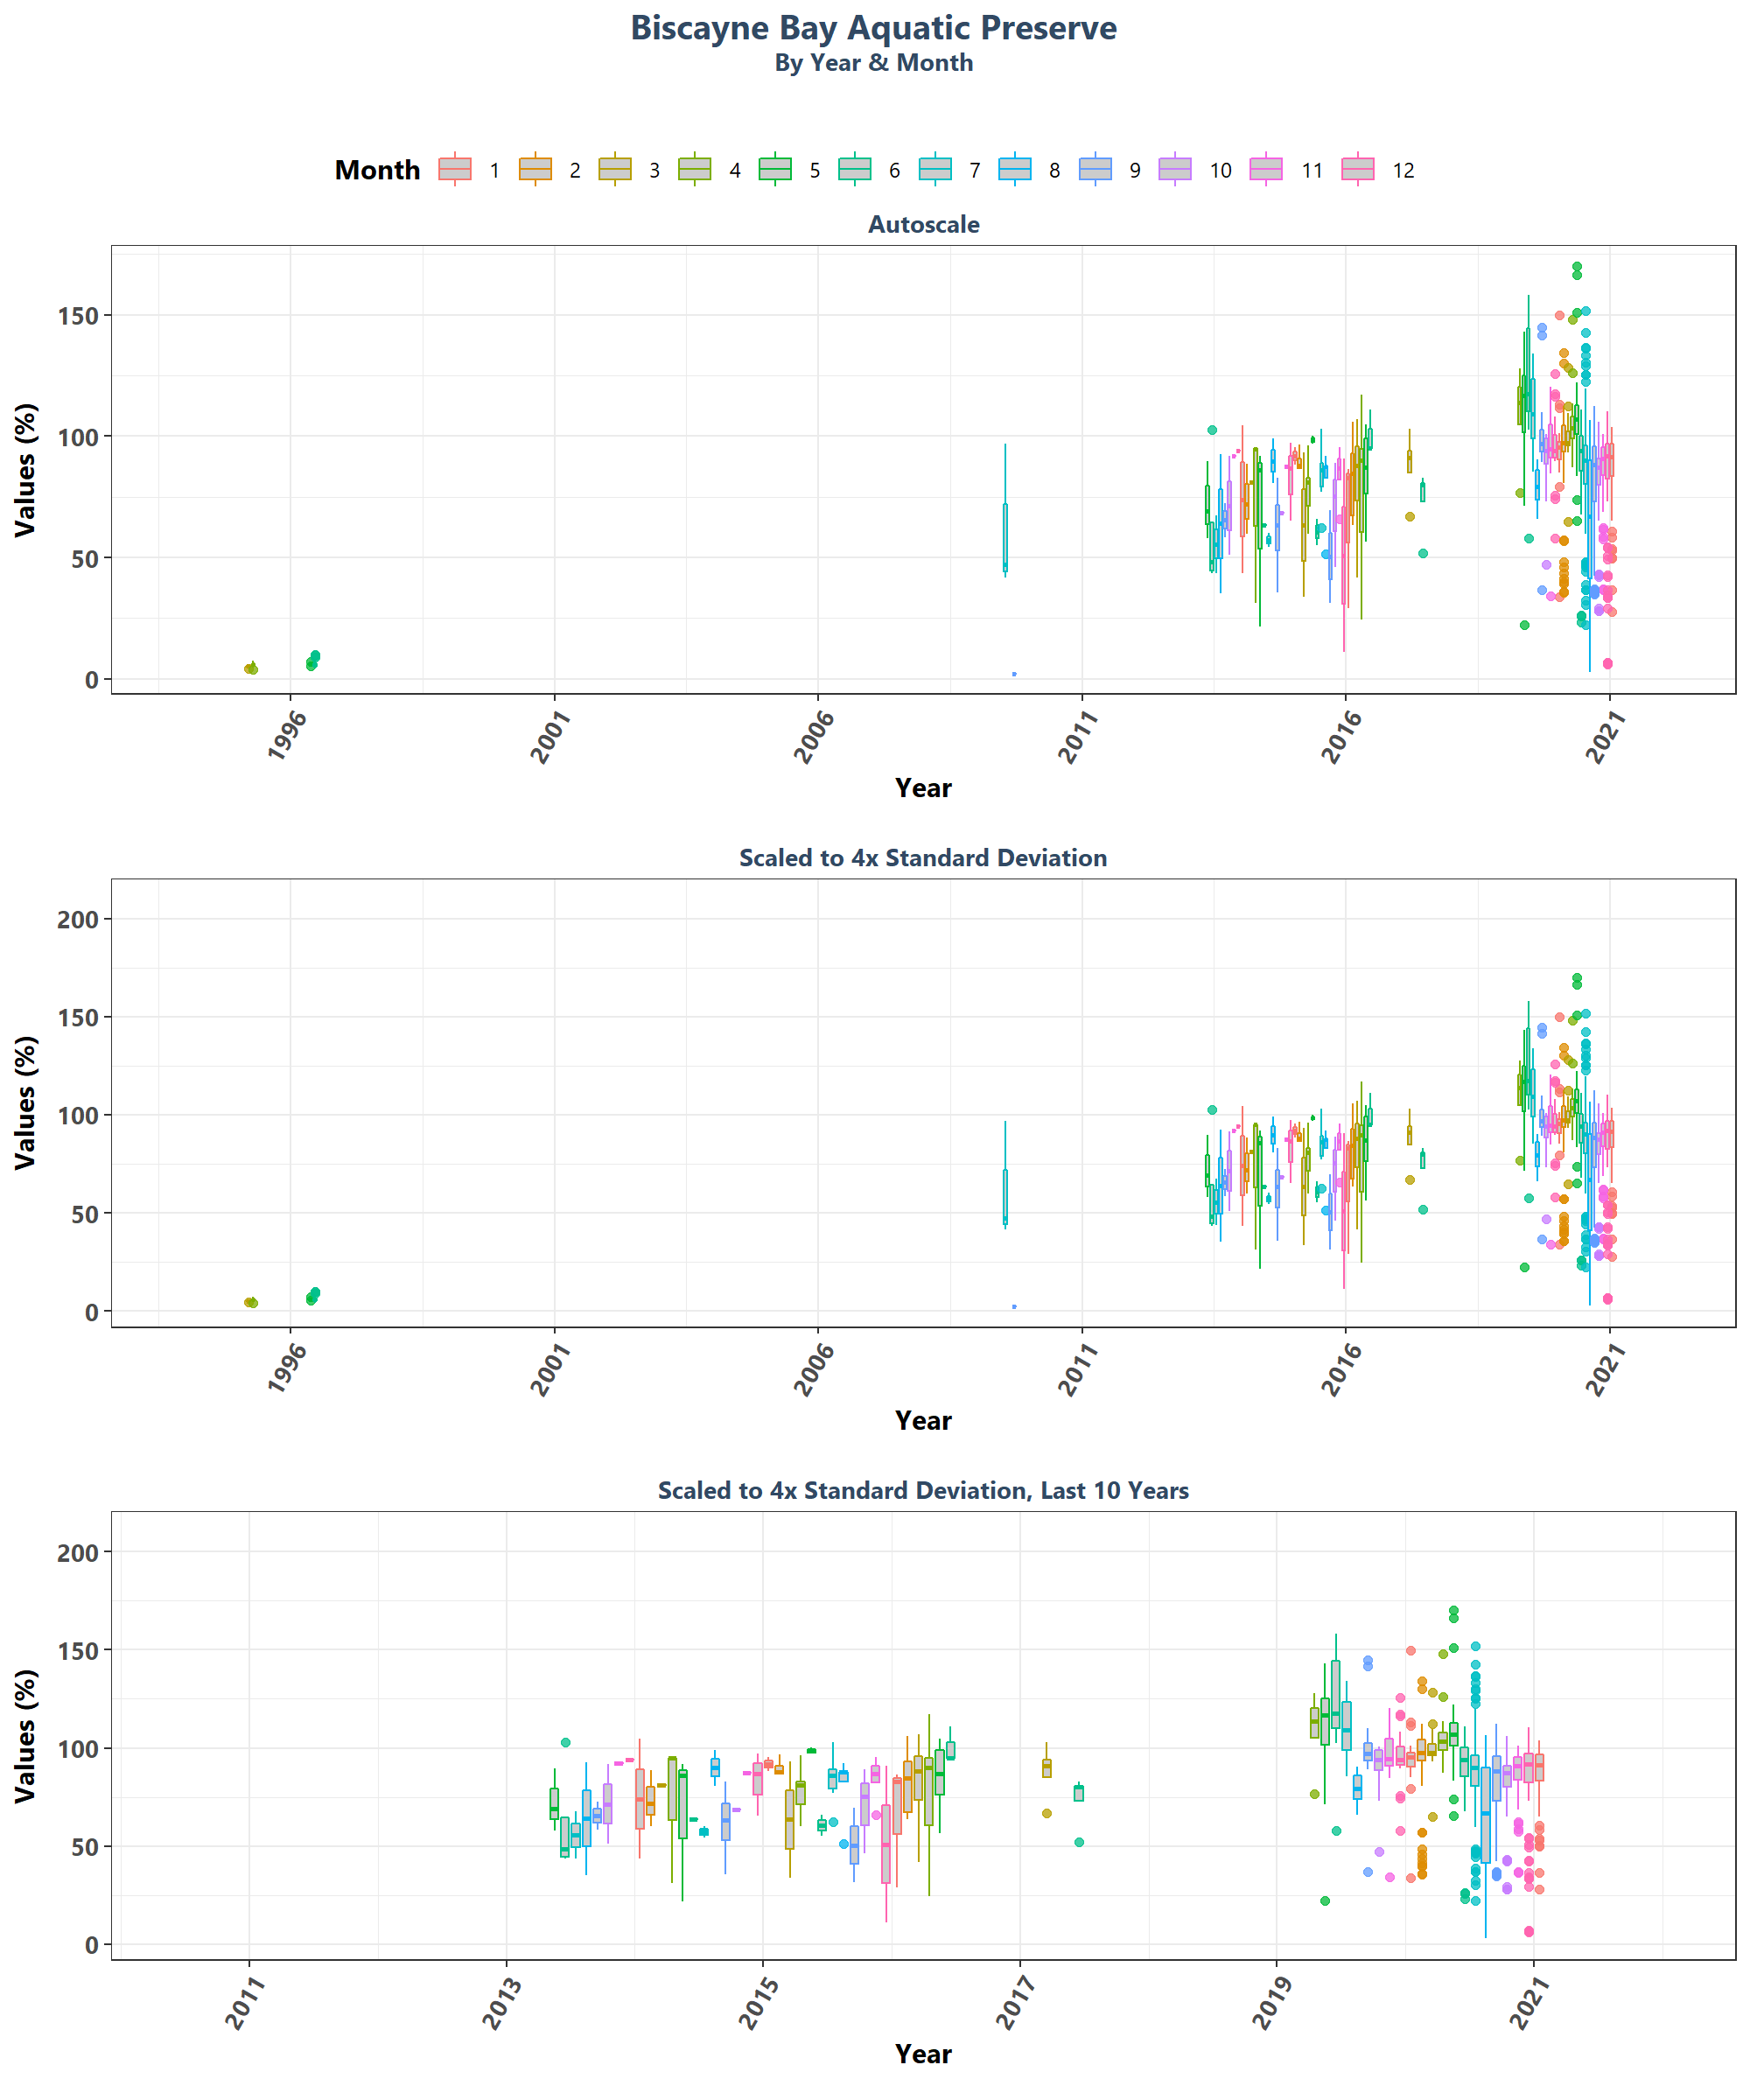 Biscayne Bay Aquatic Preserve
By Year & Month
Month 1 2 3 4 5 6 7 8 9 10 11 12
Autoscale
Values (%)
150
100
50
0
1996 2001 2006 2011 2016 2021
Year
Scaled to 4x Standard Deviation
Values (%)
200
150
100
50
0
1996 2001 2006 2011 2016 2021
Year
Scaled to 4x Standard Deviation, Last 10 Years
Values (%)
200
150
100
50
0
2011 2013 2015 2017 2019 2021
Year